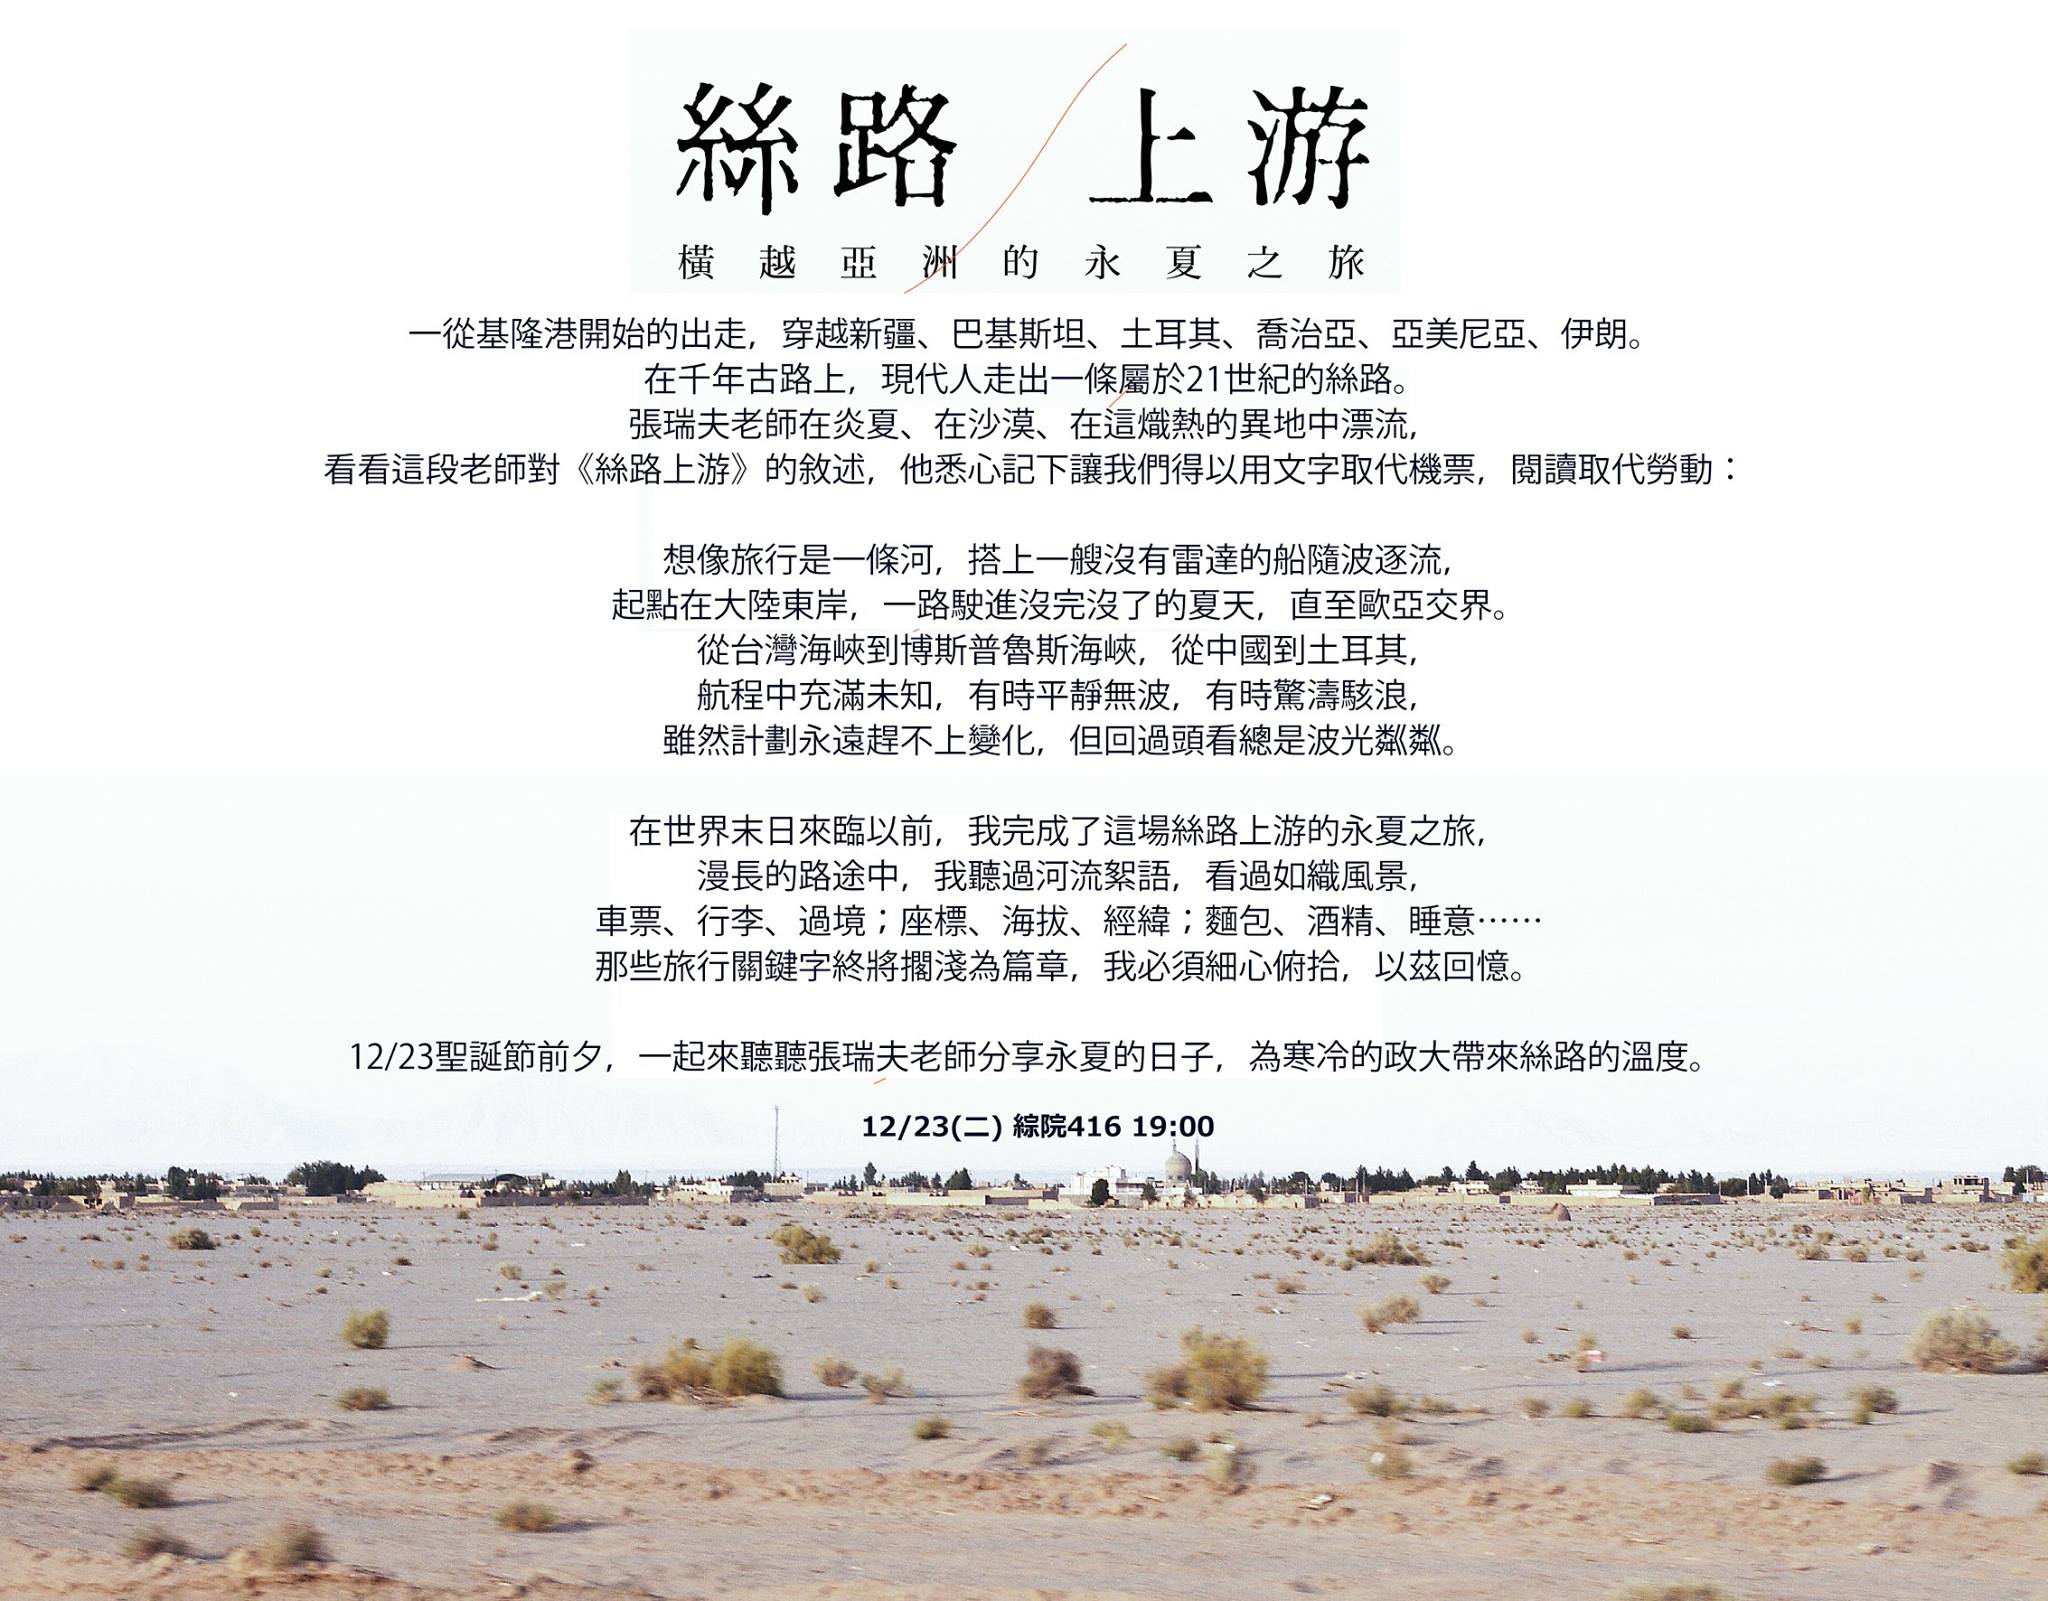 絲路 上游
橫越亞洲的永夏之旅
一從基隆港開始的出走，穿越新疆、巴基斯坦、土耳其、喬治亞、亞美尼亞、伊朗。
在千年古路上，現代人走出一條屬於21世紀的絲路。
張瑞夫老師在炎夏、在沙漠、在這熾熱的異地中漂流，
看看這段老師對《絲路上游》的敘述，他悉心記下讓我們得以用文字取代機票，閱讀取代勞動：
想像旅行是一條河，搭上一艘沒有雷達的船隨波逐流，
起點在大陸東岸，一路駛進沒完沒了的夏天，直至歐亞交界。
從台灣海峽到博斯普魯斯海峽，從中國到土耳其，
航程中充滿未知，有時平靜無波，有時驚濤駭浪，
雖然計劃永遠趕不上變化，但回過頭看總是波光粼粼。
在世界末日來臨以前，我完成了這場絲路上游的永夏之旅，
漫長的路途中，我聽過河流絮語，看過如織風景，
車票、行李、過境；座標、海拔、經緯；麵包、酒精、睡意……
那些旅行關鍵字終將擱淺為篇章，我必須細心俯拾，以茲回憶。
12/23聖誕節前夕，一起來聽聽張瑞夫老師分享永夏的日子，為寒冷的政大帶來絲路的溫度。
12/23(二) 綜院416 19:00